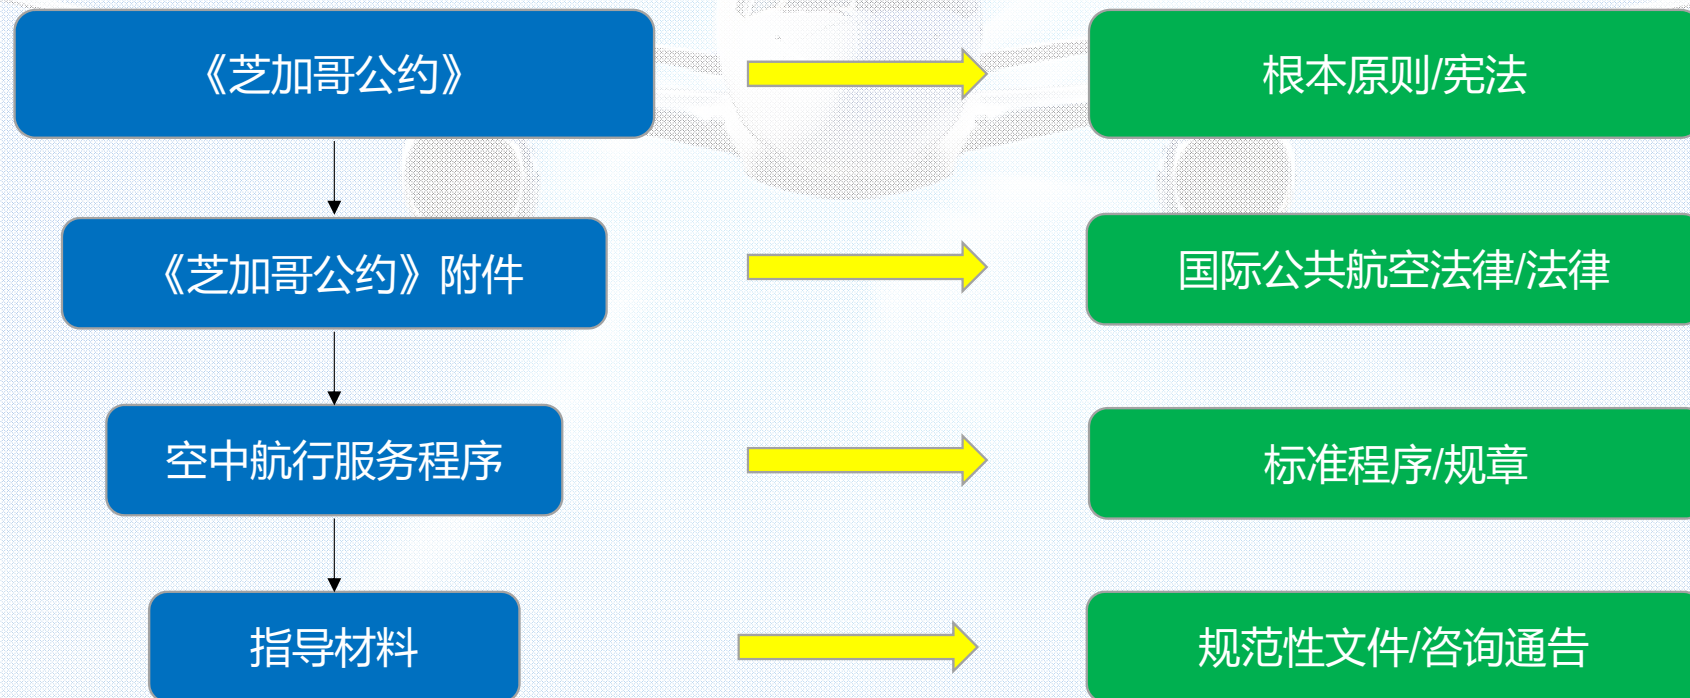 《芝加哥公约》
根本原则/宪法
《芝加哥公约》附件
国际公共航空法律/法律
空中航行服务程序
标准程序/规章
指导材料
规范性文件/咨询通告